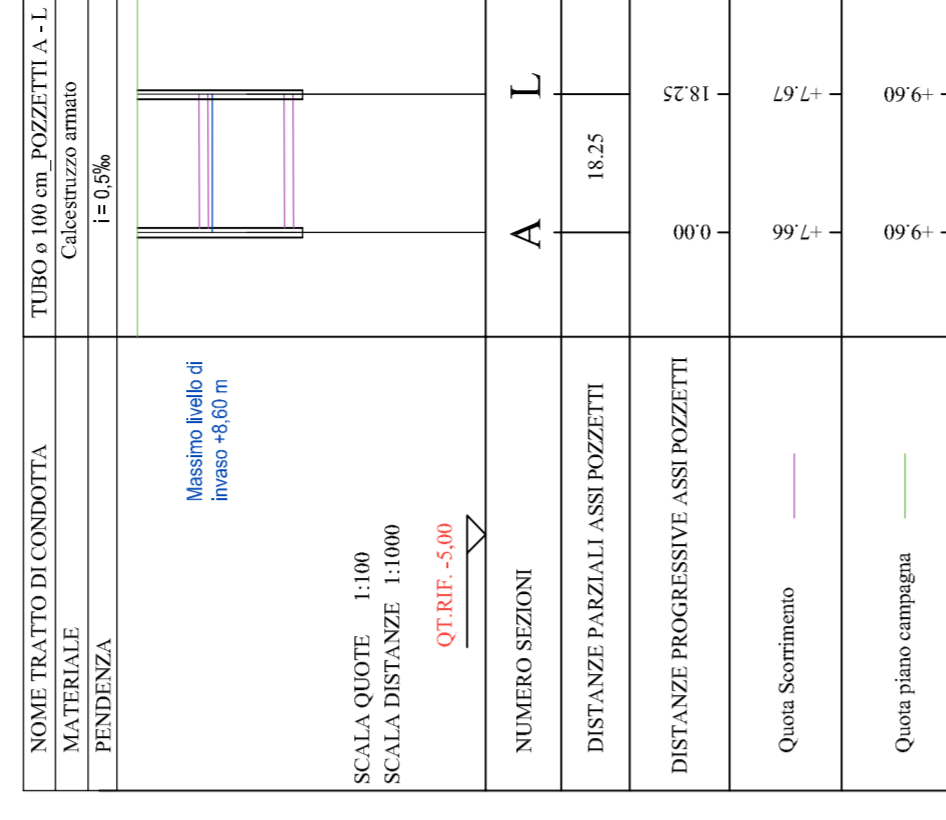 NOME TRATTO DI CONDOTTA
TUBO ø 100 cm_POZZETTI A - L
MATERIALE
Calcestruzzo armato
PENDENZA
i = 0,5‰
Massimo livello di
invaso +8,60 m
SCALA QUOTE 1:100
SCALA DISTANZE 1:1000
QT.RIF. -5,00
NUMERO SEZIONI
A
L
DISTANZE PARZIALI ASSI POZZETTI
18.25
DISTANZE PROGRESSIVE ASSI POZZETTI
0.00
18.25
Quota Scorrimento
+7.66
+7.67
Quota piano campagna
+9.60
+9.60